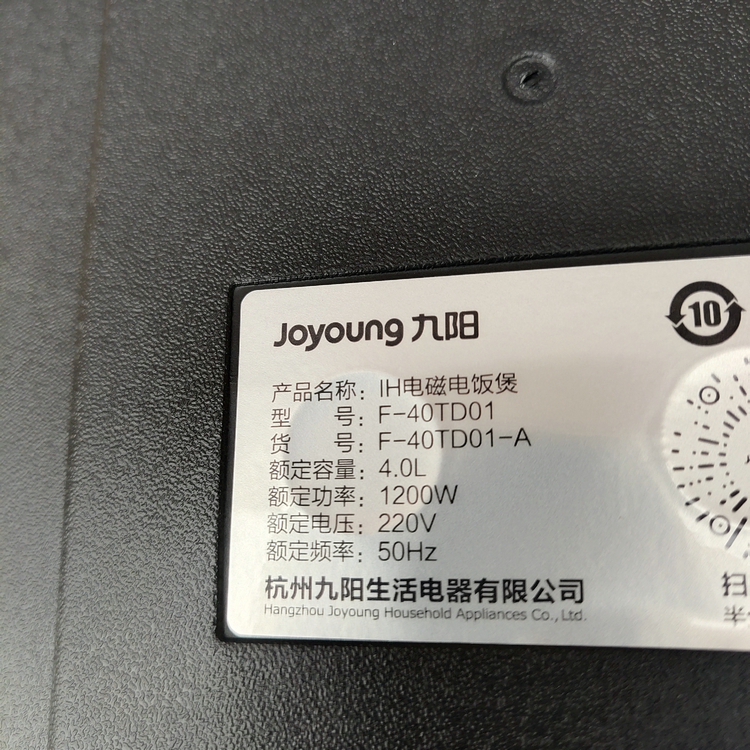 Joyoung 九阳
10
产品名称：IH电磁电饭煲
型 号：F-40TD01
货 号：F-40TD01-A
额定容量：4.0L
额定功率：1200W
额定电压：220V
额定频率：50Hz
杭州九阳生活电器有限公司
Hangzhou Joyoung Household Appliances Co., Ltd.
扫